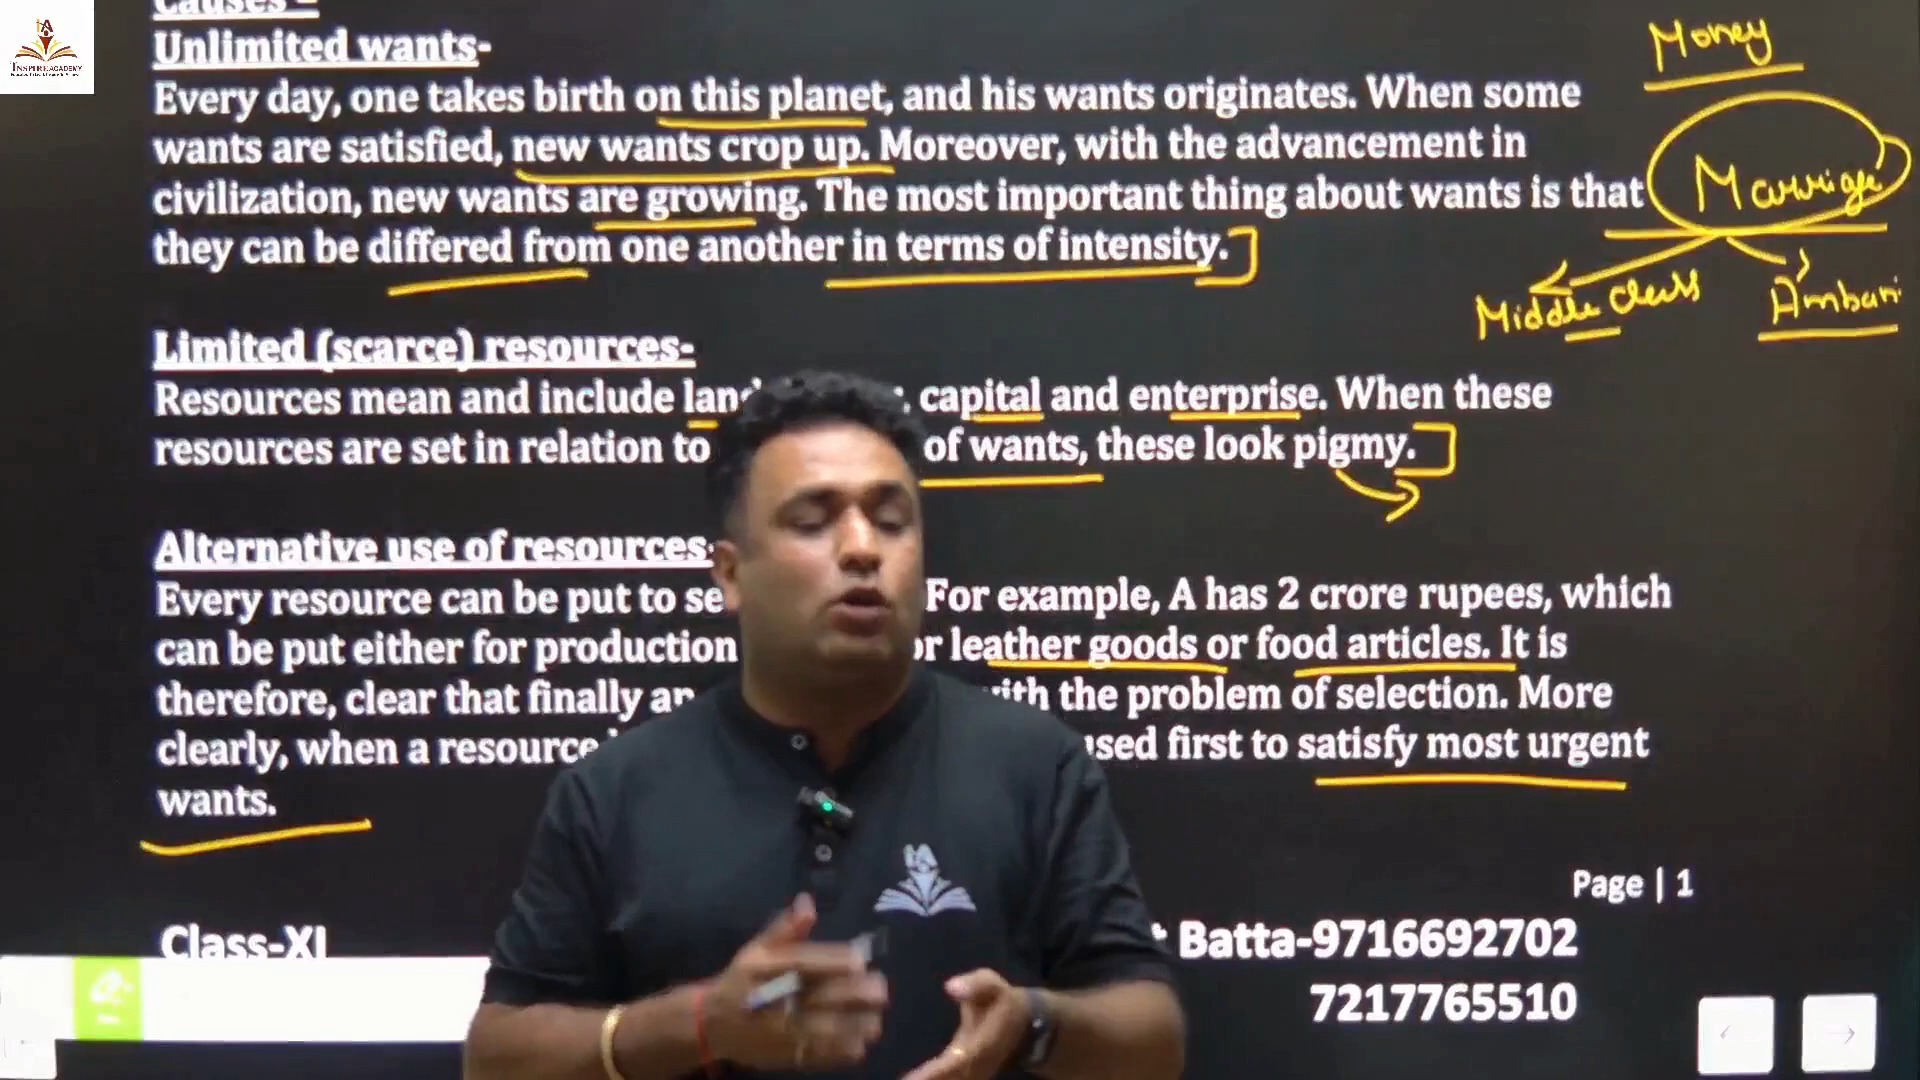 INSPIRE ACADEMY
Causes -
Unlimited wants-
Every day, one takes birth on this planet, and his wants originates. When some
wants are satisfied, new wants crop up. Moreover, with the advancement in
civilization, new wants are growing. The most important thing about wants is that
they can be differed from one another in terms of intensity.
Money
Marriage
Middle class
Ambani
Limited (scarce) resources-
Resources mean and include capital and enterprise. When these
resources are set in relation to of wants, these look pigmy.
Alternative use of resources-
Every resource can be put to For example, A has 2 crore rupees, which
can be put either for production or leather goods or food articles. It is
therefore, clear that finally with the problem of selection. More
clearly, when a resource used first to satisfy most urgent
wants.
Page | 1
Class-XI
Batta-9716692702
7217765510